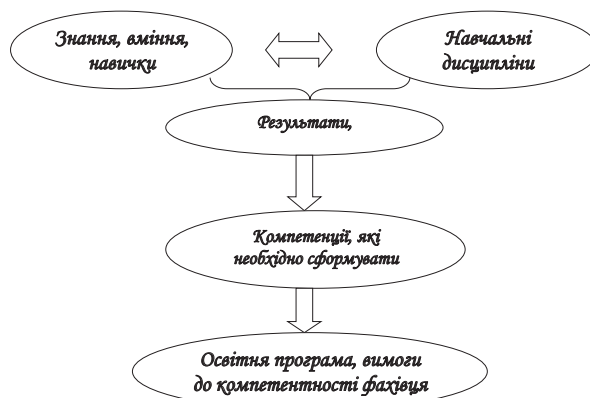 Знання, вміння,
навички
Навчальні
дисципліни
Результати,
Компетенції, які
необхідно сформувати
Освітня програма, вимоги
до компетентності фахівця